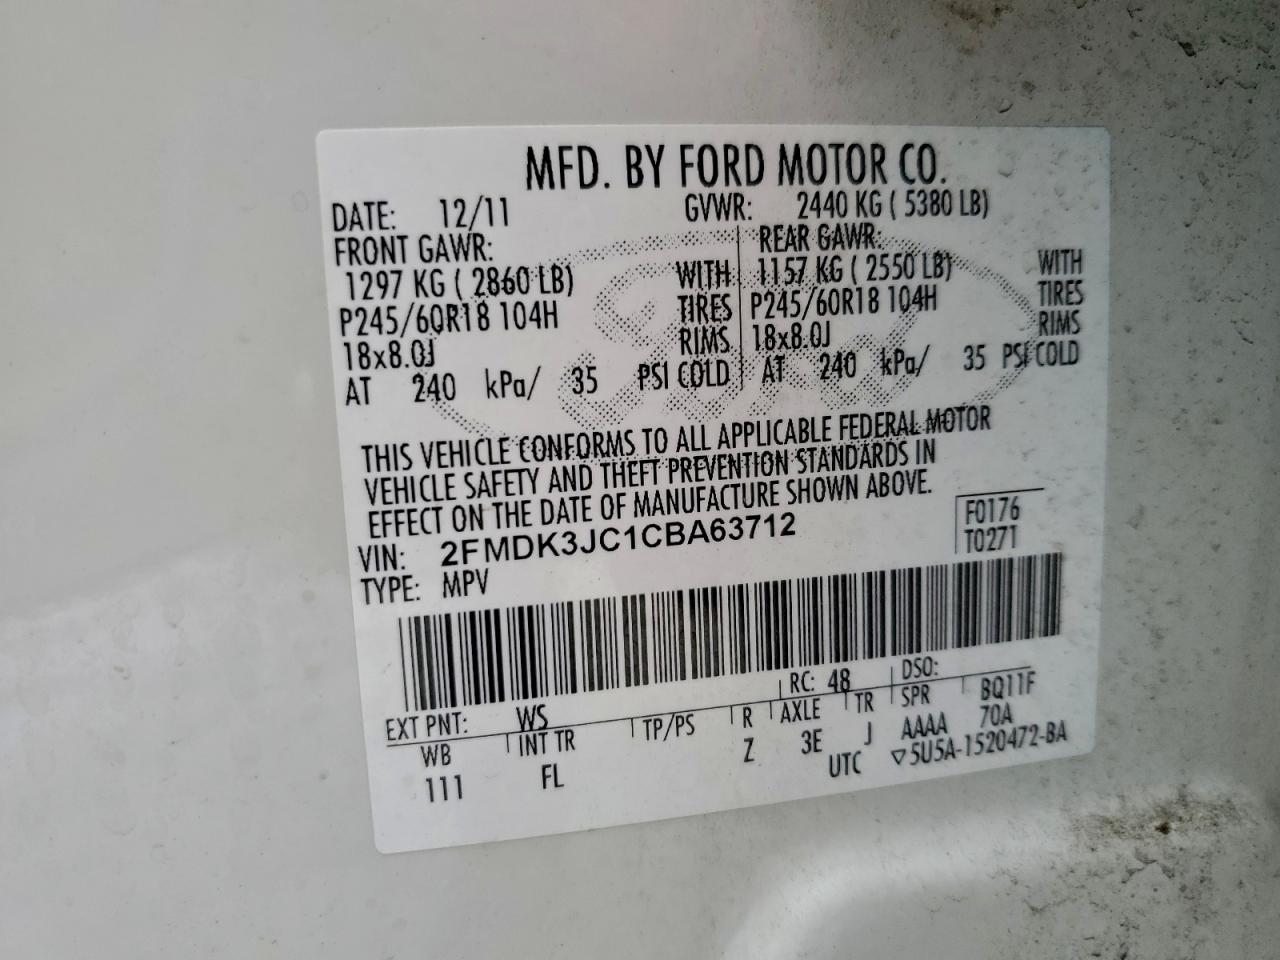 MFD. BY FORD MOTOR CO.
DATE: 12/11 GVWR: 2440 KG ( 5380 LB)
FRONT GAWR: REAR GAWR:
1297 KG ( 2860 LB) WITH 1157 KG ( 2550 LB) WITH
P245/60R18 104H TIRES P245/60R18 104H TIRES
18x8.0J RIMS 18x8.0J RIMS
AT 240 kPa/ 35 PSI COLD AT 240 kPa/ 35 PSI COLD
THIS VEHICLE CONFORMS TO ALL APPLICABLE FEDERAL MOTOR
VEHICLE SAFETY AND THEFT PREVENTION STANDARDS IN
EFFECT ON THE DATE OF MANUFACTURE SHOWN ABOVE.
F0176
VIN: 2FMDK3JC1CBA63712
T0271
TYPE: MPV
EXT PNT: WS RC: 48 DSO:
WB INT TR TP/PS R AXLE TR SPR BQ11F
111 FL Z 3E J AAAA 70A
UTC ▽5U5A-1520472-BA